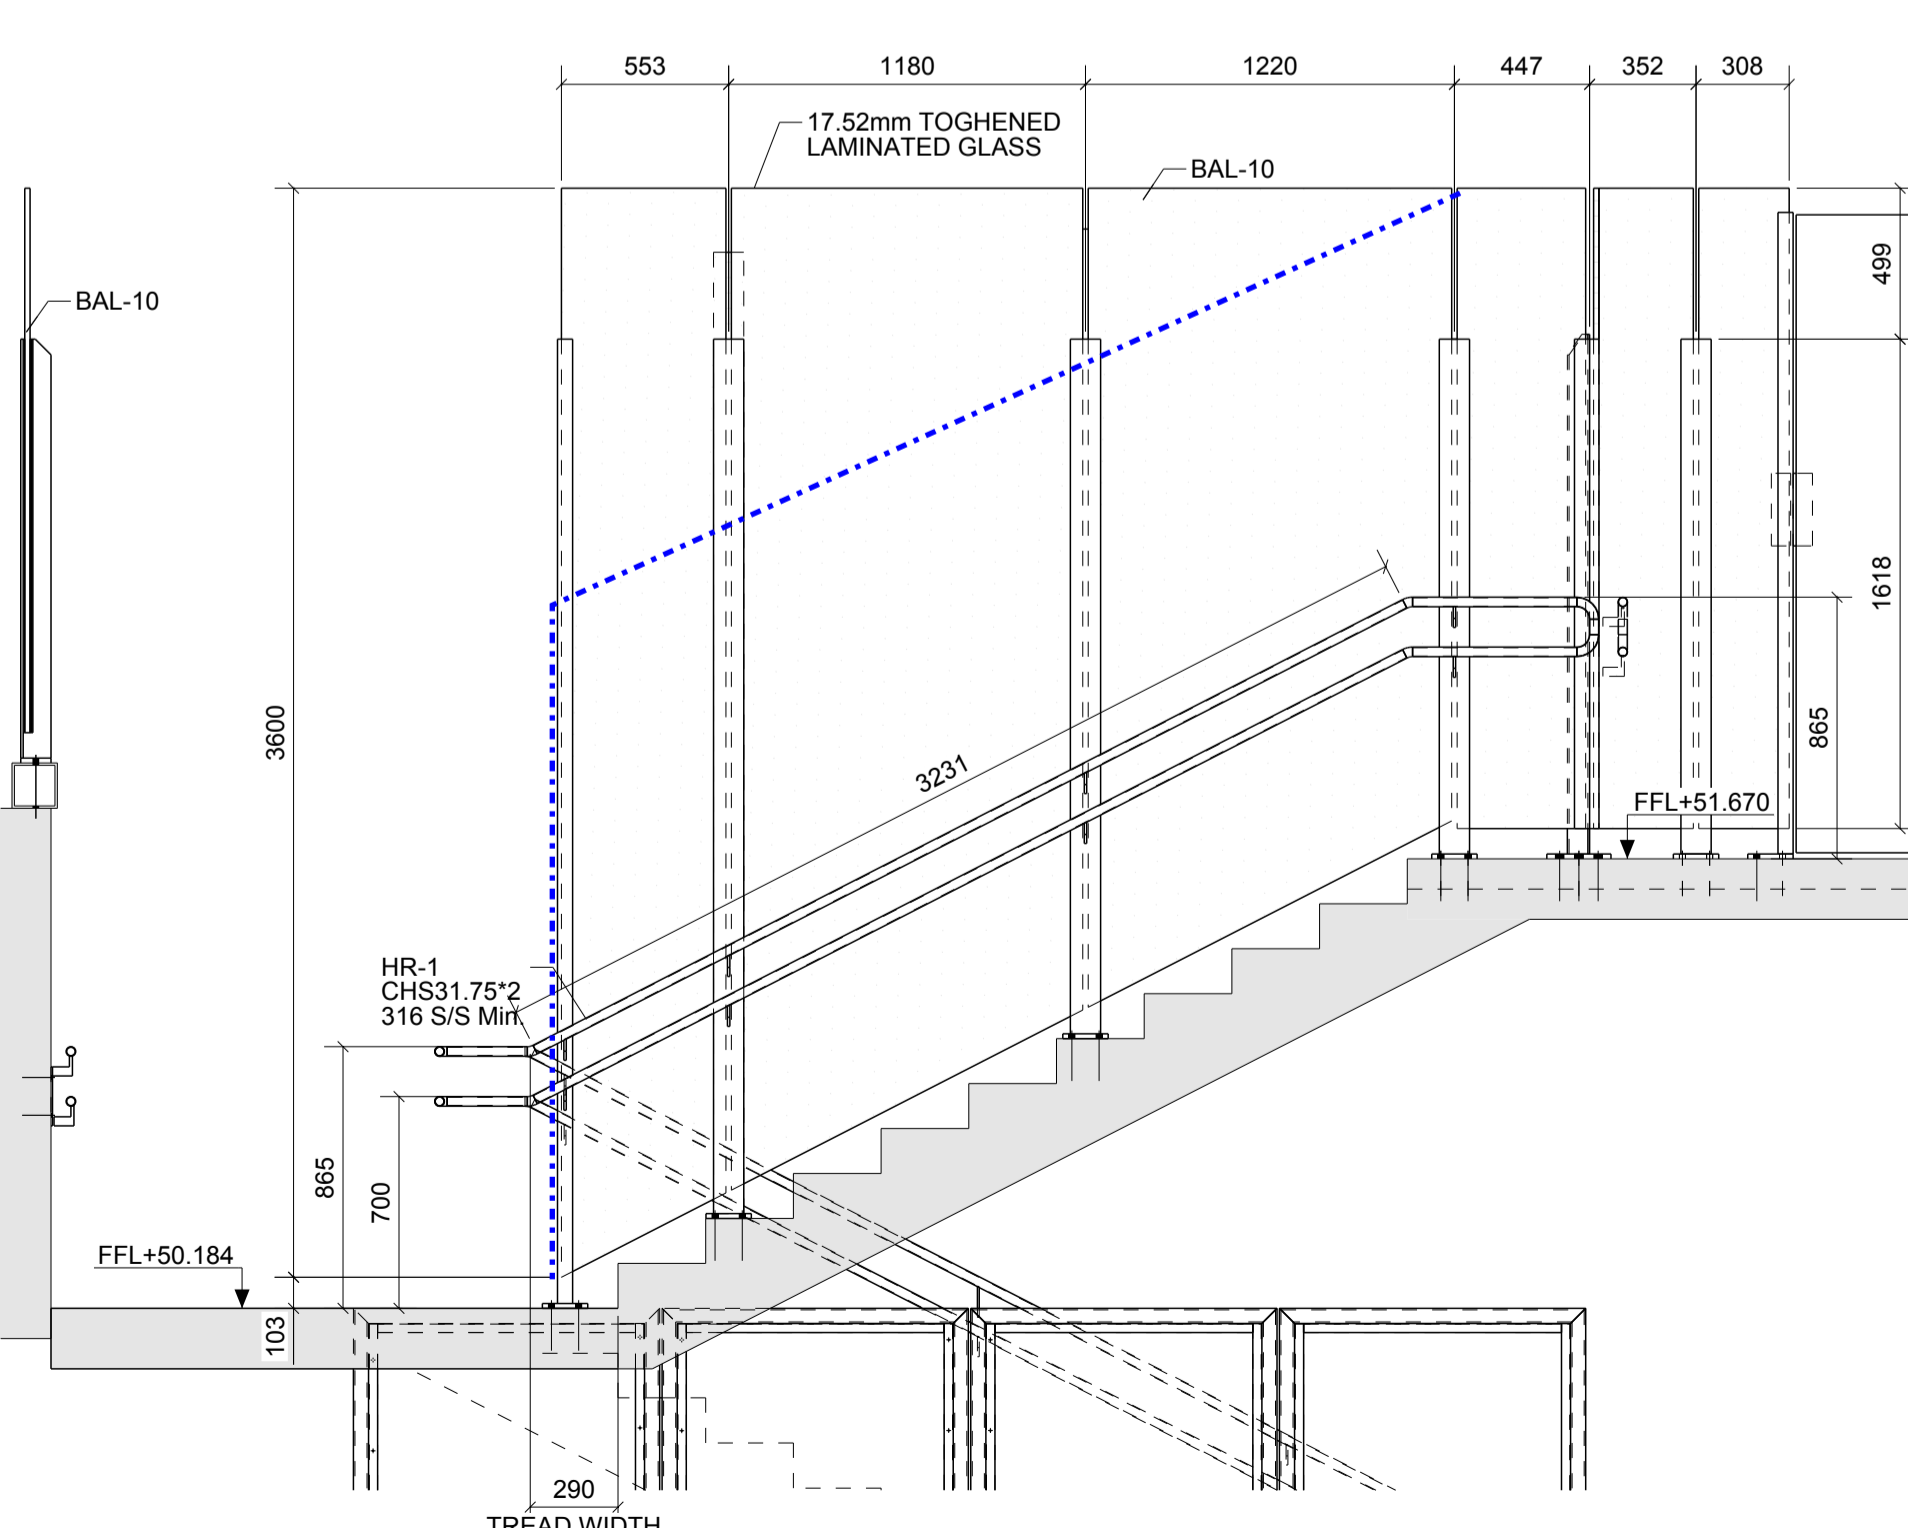 553
1180
1220
447
352
308
17.52mm TOGHENED
LAMINATED GLASS
BAL-10
BAL-10
499
3600
1618
865
3231
FFL+51.670
HR-1
CHS31.75*2
316 S/S Min.
865
700
FFL+50.184
103
290
TREAD WIDTH